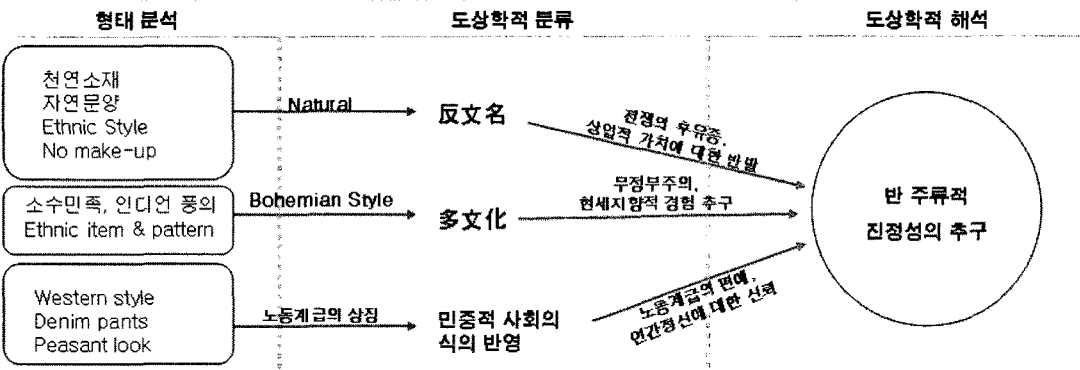 형태 분석
도상학적 분류
도상학적 해석
천연소재
자연문양
Ethnic Style
No make-up
Natural
反文名
전쟁의 후유증,
상업적 가치에 대한 반발
소수민족, 인디언 풍의
Ethnic item & pattern
Bohemian Style
多文化
무정부주의,
현세지향적 경험 추구
Western style
Denim pants
Peasant look
노동계급의 상징
민중적 사회의
식의 반영
노동계급의 편에,
인간정신에 대한 신뢰
반 주류적
진정성의 추구